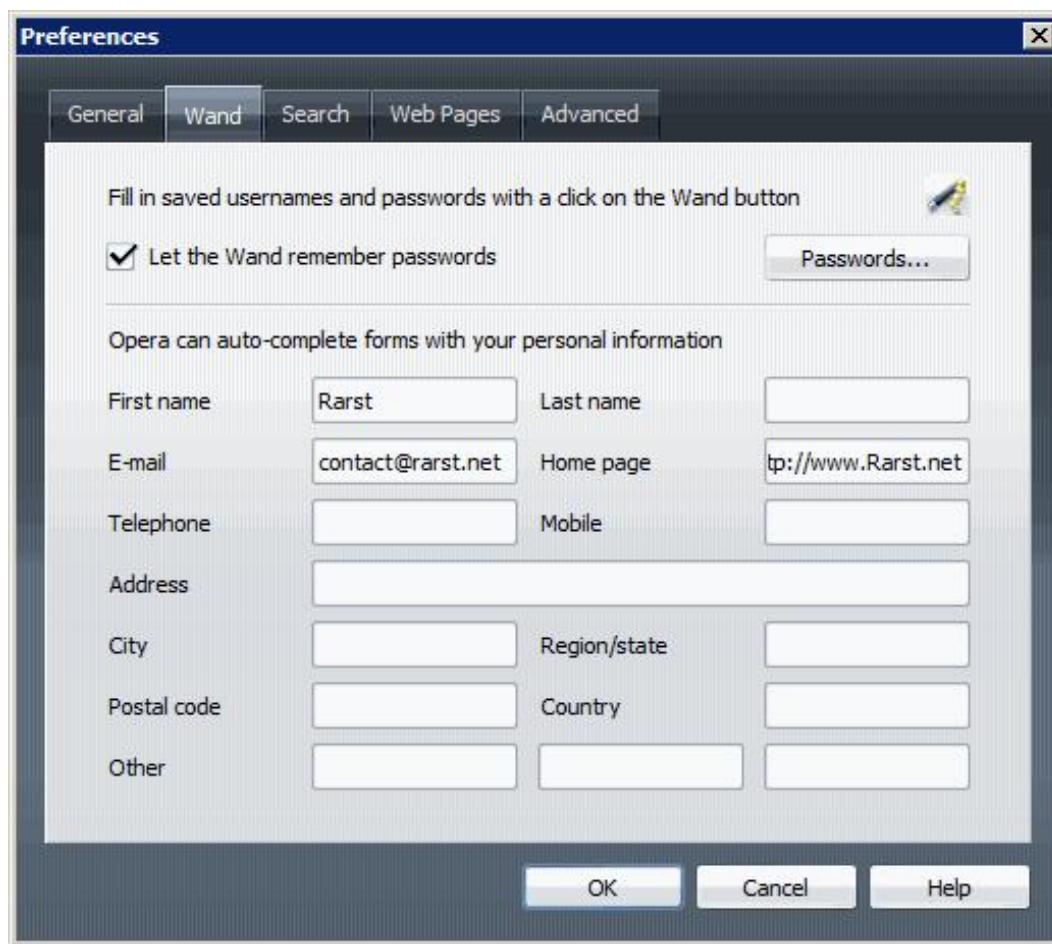 Preferences
General Wand Search Web Pages Advanced
Fill in saved usernames and passwords with a click on the Wand button
Let the Wand remember passwords Passwords...
Opera can auto-complete forms with your personal information
First name Rarst Last name
E-mail contact@rarst.net Home page tp://www.Rarst.net
Telephone Mobile
Address
City Region/state
Postal code Country
Other
OK Cancel Help